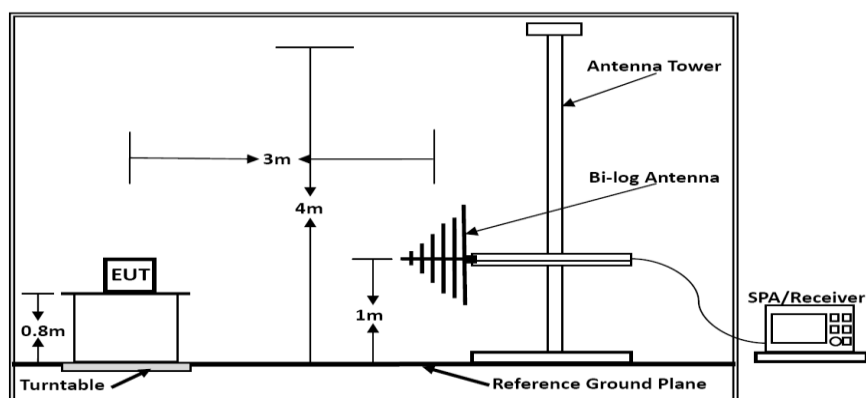 Antenna Tower
3m
Bi-log Antenna
4m
EUT
SPA/Receiver
0.8m
1m
Turntable
Reference Ground Plane